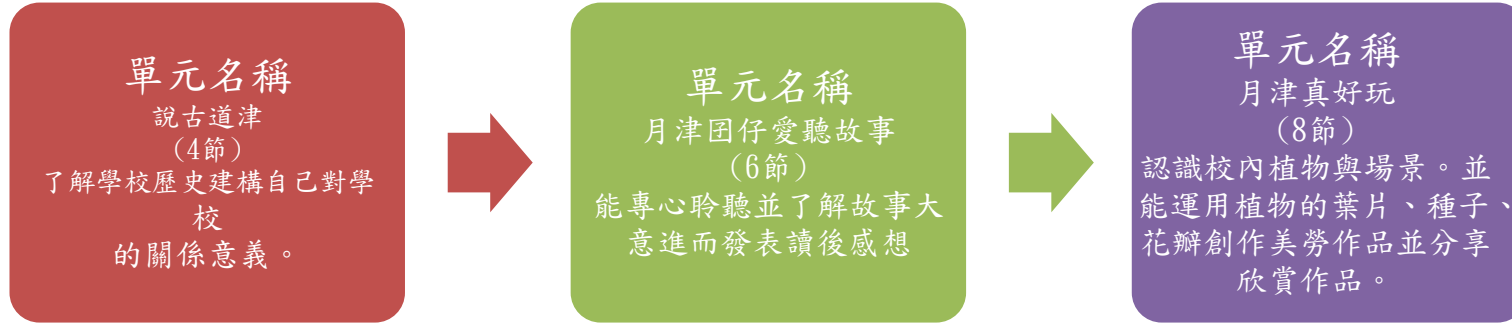 單元名稱
說古道津
(4節)
了解學校歷史建構自己對學
校
的關係意義。
單元名稱
月津囝仔愛聽故事
(6節)
能專心聆聽並了解故事大
意進而發表讀後感想
單元名稱
月津真好玩
(8節)
認識校內植物與場景。並
能運用植物的葉片、種子、
花瓣創作美勞作品並分享
欣賞作品。